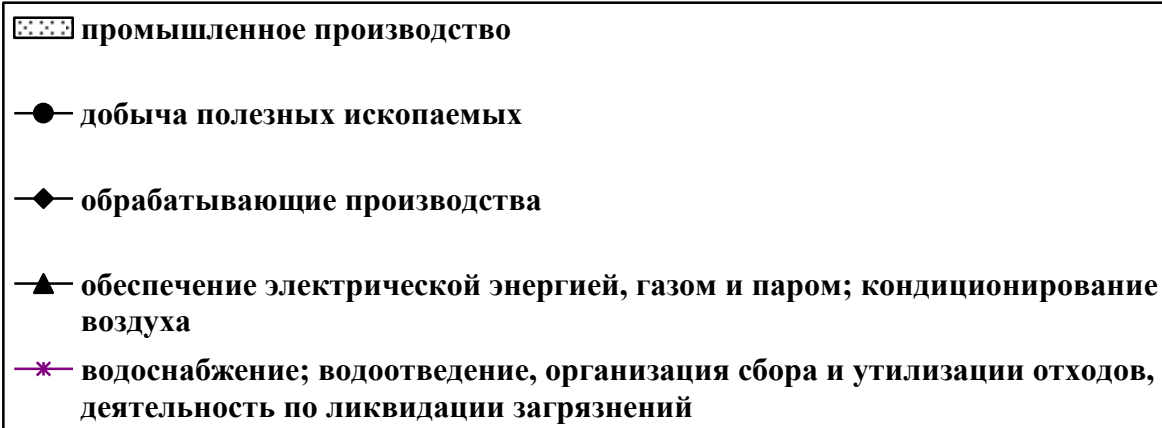 промышленное производство
добыча полезных ископаемых
обрабатывающие производства
обеспечение электрической энергией, газом и паром; кондиционирование
воздуха
водоснабжение; водоотведение, организация сбора и утилизации отходов,
деятельность по ликвидации загрязнений